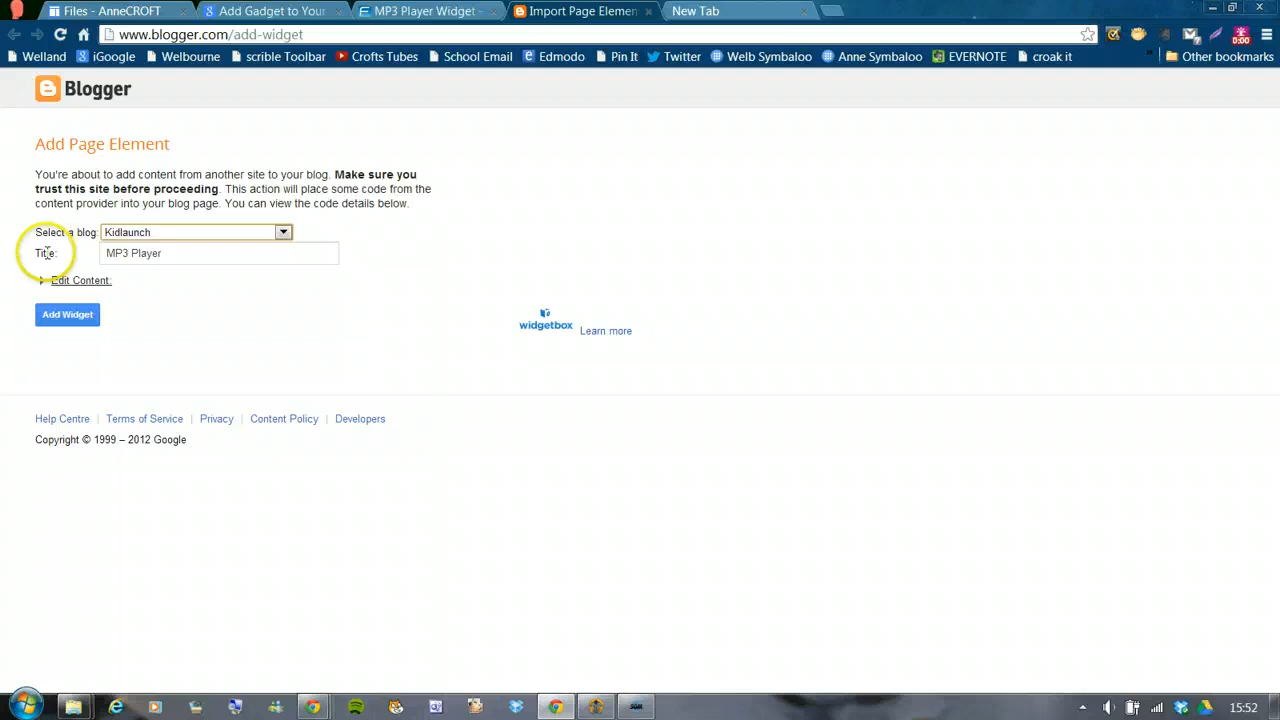 Files - AnneCROFT
Add Gadget to Your
MP3 Player Widget -
Import Page Elemen
New Tab
www.blogger.com/add-widget
0:00
Welland
iGoogle
Welbourne
scrible Toolbar
Crofts Tubes
School Email
Edmodo
Pin It
Twitter
Welb Symbaloo
Anne Symbaloo
EVERNOTE
croak it
»
Other bookmarks
Blogger
Add Page Element
You're about to add content from another site to your blog. Make sure you
trust this site before proceeding. This action will place some code from the
content provider into your blog page. You can view the code details below.
Select a blog: Kidlaunch
Title: MP3 Player
Edit Content:
Add Widget
widgetbox Learn more
Help Centre | Terms of Service | Privacy | Content Policy | Developers
Copyright © 1999 – 2012 Google
15:52